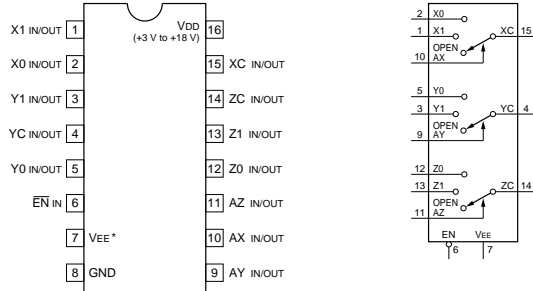 X1 IN/OUT 1
X0 IN/OUT 2
Y1 IN/OUT 3
YC IN/OUT 4
Y0 IN/OUT 5
EN IN 6
7 VEE*
8 GND
VDD 16
(+3 V to +18 V)
15 XC IN/OUT
14 ZC IN/OUT
13 Z1 IN/OUT
12 Z0 IN/OUT
11 AZ IN/OUT
10 AX IN/OUT
9 AY IN/OUT
2 X0
1 X1 XC 15
OPEN
10 AX
5 Y0
3 Y1 YC 4
OPEN
9 AY
12 Z0
13 Z1 ZC 14
OPEN
11 AZ
EN VEE
6 7